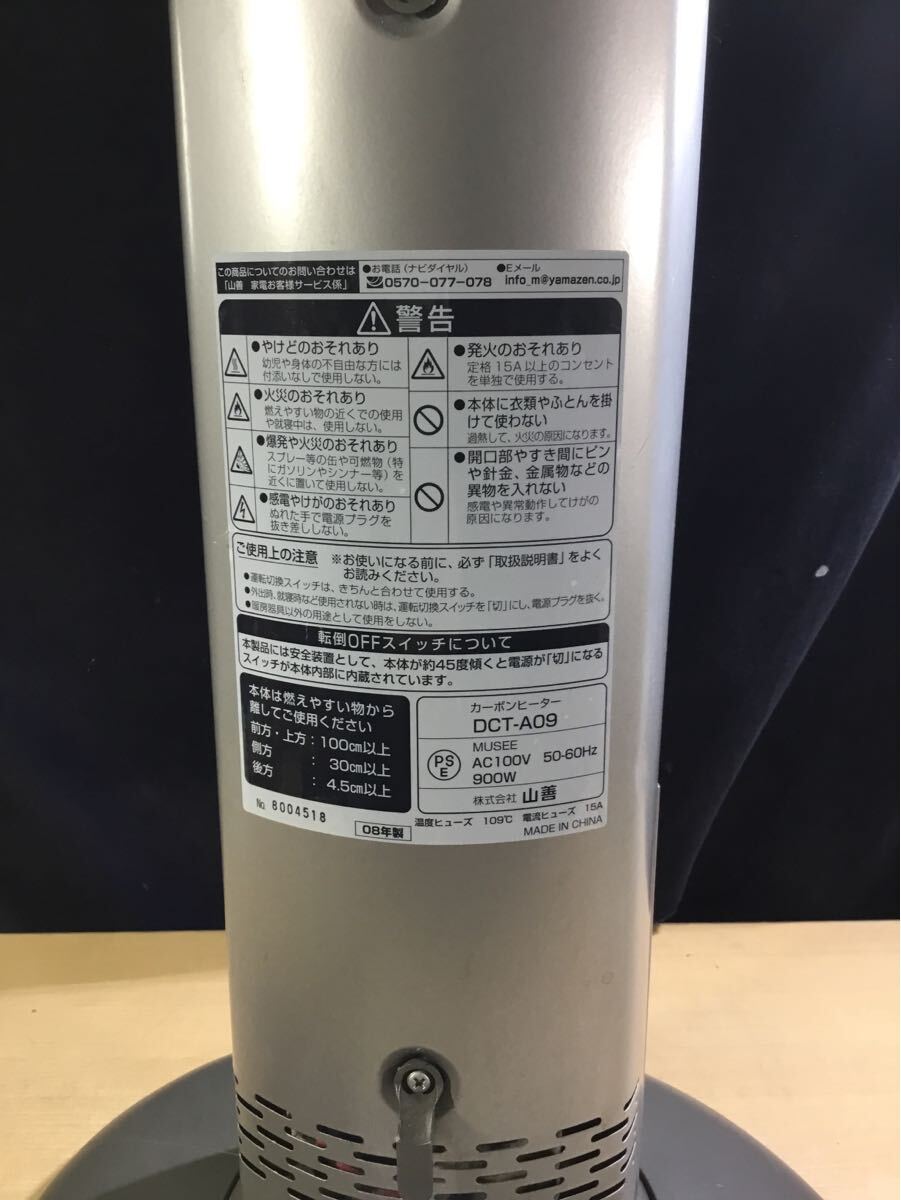 この商品についてのお問い合わせは
「山善 家電お客様サービス係」
●お電話（ナビダイヤル）
0570-077-078
●Eメール
info_m@yamazen.co.jp
警告
●やけどのおそれあり
幼児や身体の不自由な方には
付添いなしで使用しない。
●火災のおそれあり
燃えやすい物の近くでの使用
や就寝中は、使用しない。
●爆発や火災のおそれあり
スプレー等の缶や可燃物（特
にガソリンやシンナー等）を
近くに置いて使用しない。
●感電やけがのおそれあり
ぬれた手で電源プラグを
抜き差ししない。
●発火のおそれあり
定格15A以上のコンセント
を単独で使用する。
●本体に衣類やふとんを掛
けて使わない
過熱して、火災の原因になります。
●開口部やすき間にピン
や針金、金属物などの
異物を入れない
感電や異常動作してけがの
原因になります。
ご使用上の注意 ※お使いになる前に、必ず「取扱説明書」をよく
お読みください。
●運転切換スイッチは、きちんと合わせて使用する。
●外出時、就寝時など使用されない時は、運転切換スイッチを「切」にし、電源プラグを抜く。
●暖房器具以外の用途として使用をしない。
転倒OFFスイッチについて
本製品には安全装置として、本体が約45度傾くと電源が「切」になる
スイッチが本体内部に内蔵されています。
本体は燃えやすい物から
離してご使用ください
前方・上方：100cm以上
側方 ： 30cm以上
後方 ： 4.5cm以上
カーボンヒーター
DCT-A09
PSE
MUSEE
AC100V 50-60Hz
900W
株式会社 山善
No. 8004518
08年製
温度ヒューズ 109℃ 電流ヒューズ 15A
MADE IN CHINA